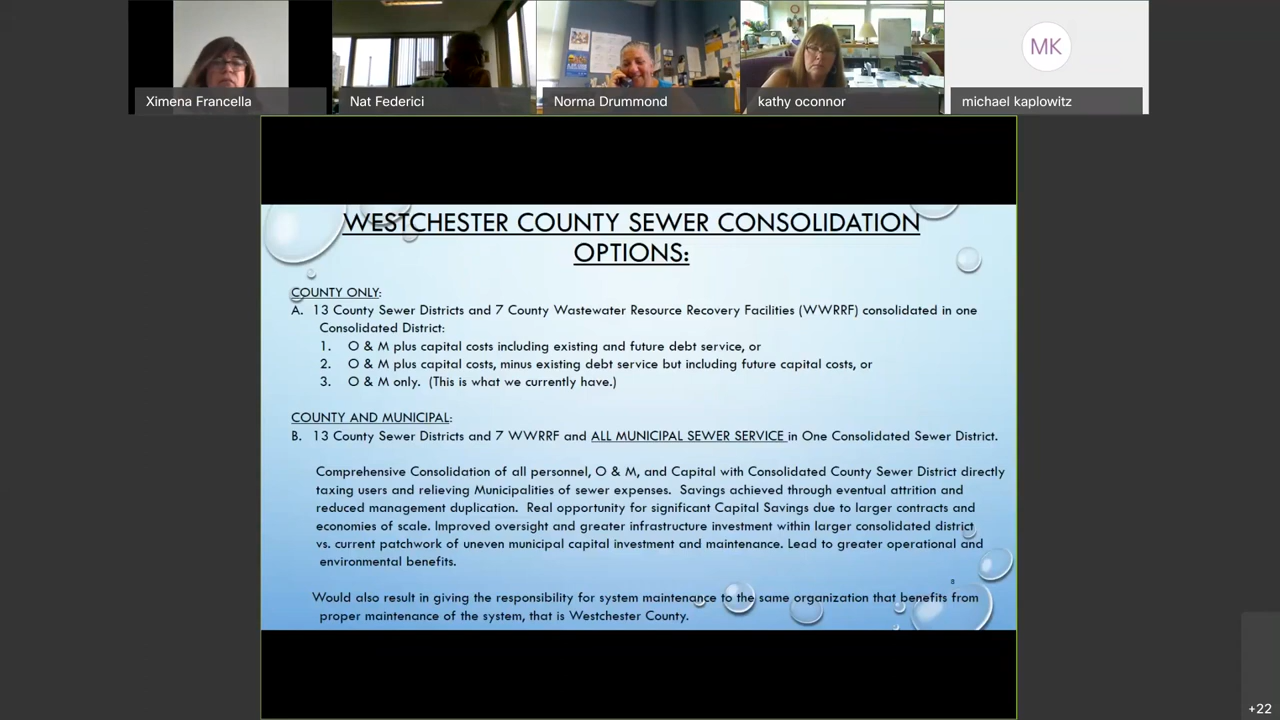 Ximena Francella
Nat Federici
Norma Drummond
kathy oconnor
MK
michael kaplowitz
WESTCHESTER COUNTY SEWER CONSOLIDATION
OPTIONS:
COUNTY ONLY:
A. 13 County Sewer Districts and 7 County Wastewater Resource Recovery Facilities (WWRRF) consolidated in one
Consolidated District:
1. O & M plus capital costs including existing and future debt service, or
2. O & M plus capital costs, minus existing debt service but including future capital costs, or
3. O & M only. (This is what we currently have.)
COUNTY AND MUNICIPAL:
B. 13 County Sewer Districts and 7 WWRRF and ALL MUNICIPAL SEWER SERVICE in One Consolidated Sewer District.
Comprehensive Consolidation of all personnel, O & M, and Capital with Consolidated County Sewer District directly
taxing users and relieving Municipalities of sewer expenses. Savings achieved through eventual attrition and
reduced management duplication. Real opportunity for significant Capital Savings due to larger contracts and
economies of scale. Improved oversight and greater infrastructure investment within larger consolidated district
vs. current patchwork of uneven municipal capital investment and maintenance. Lead to greater operational and
environmental benefits.
Would also result in giving the responsibility for system maintenance to the same organization that benefits from
proper maintenance of the system, that is Westchester County.
+22